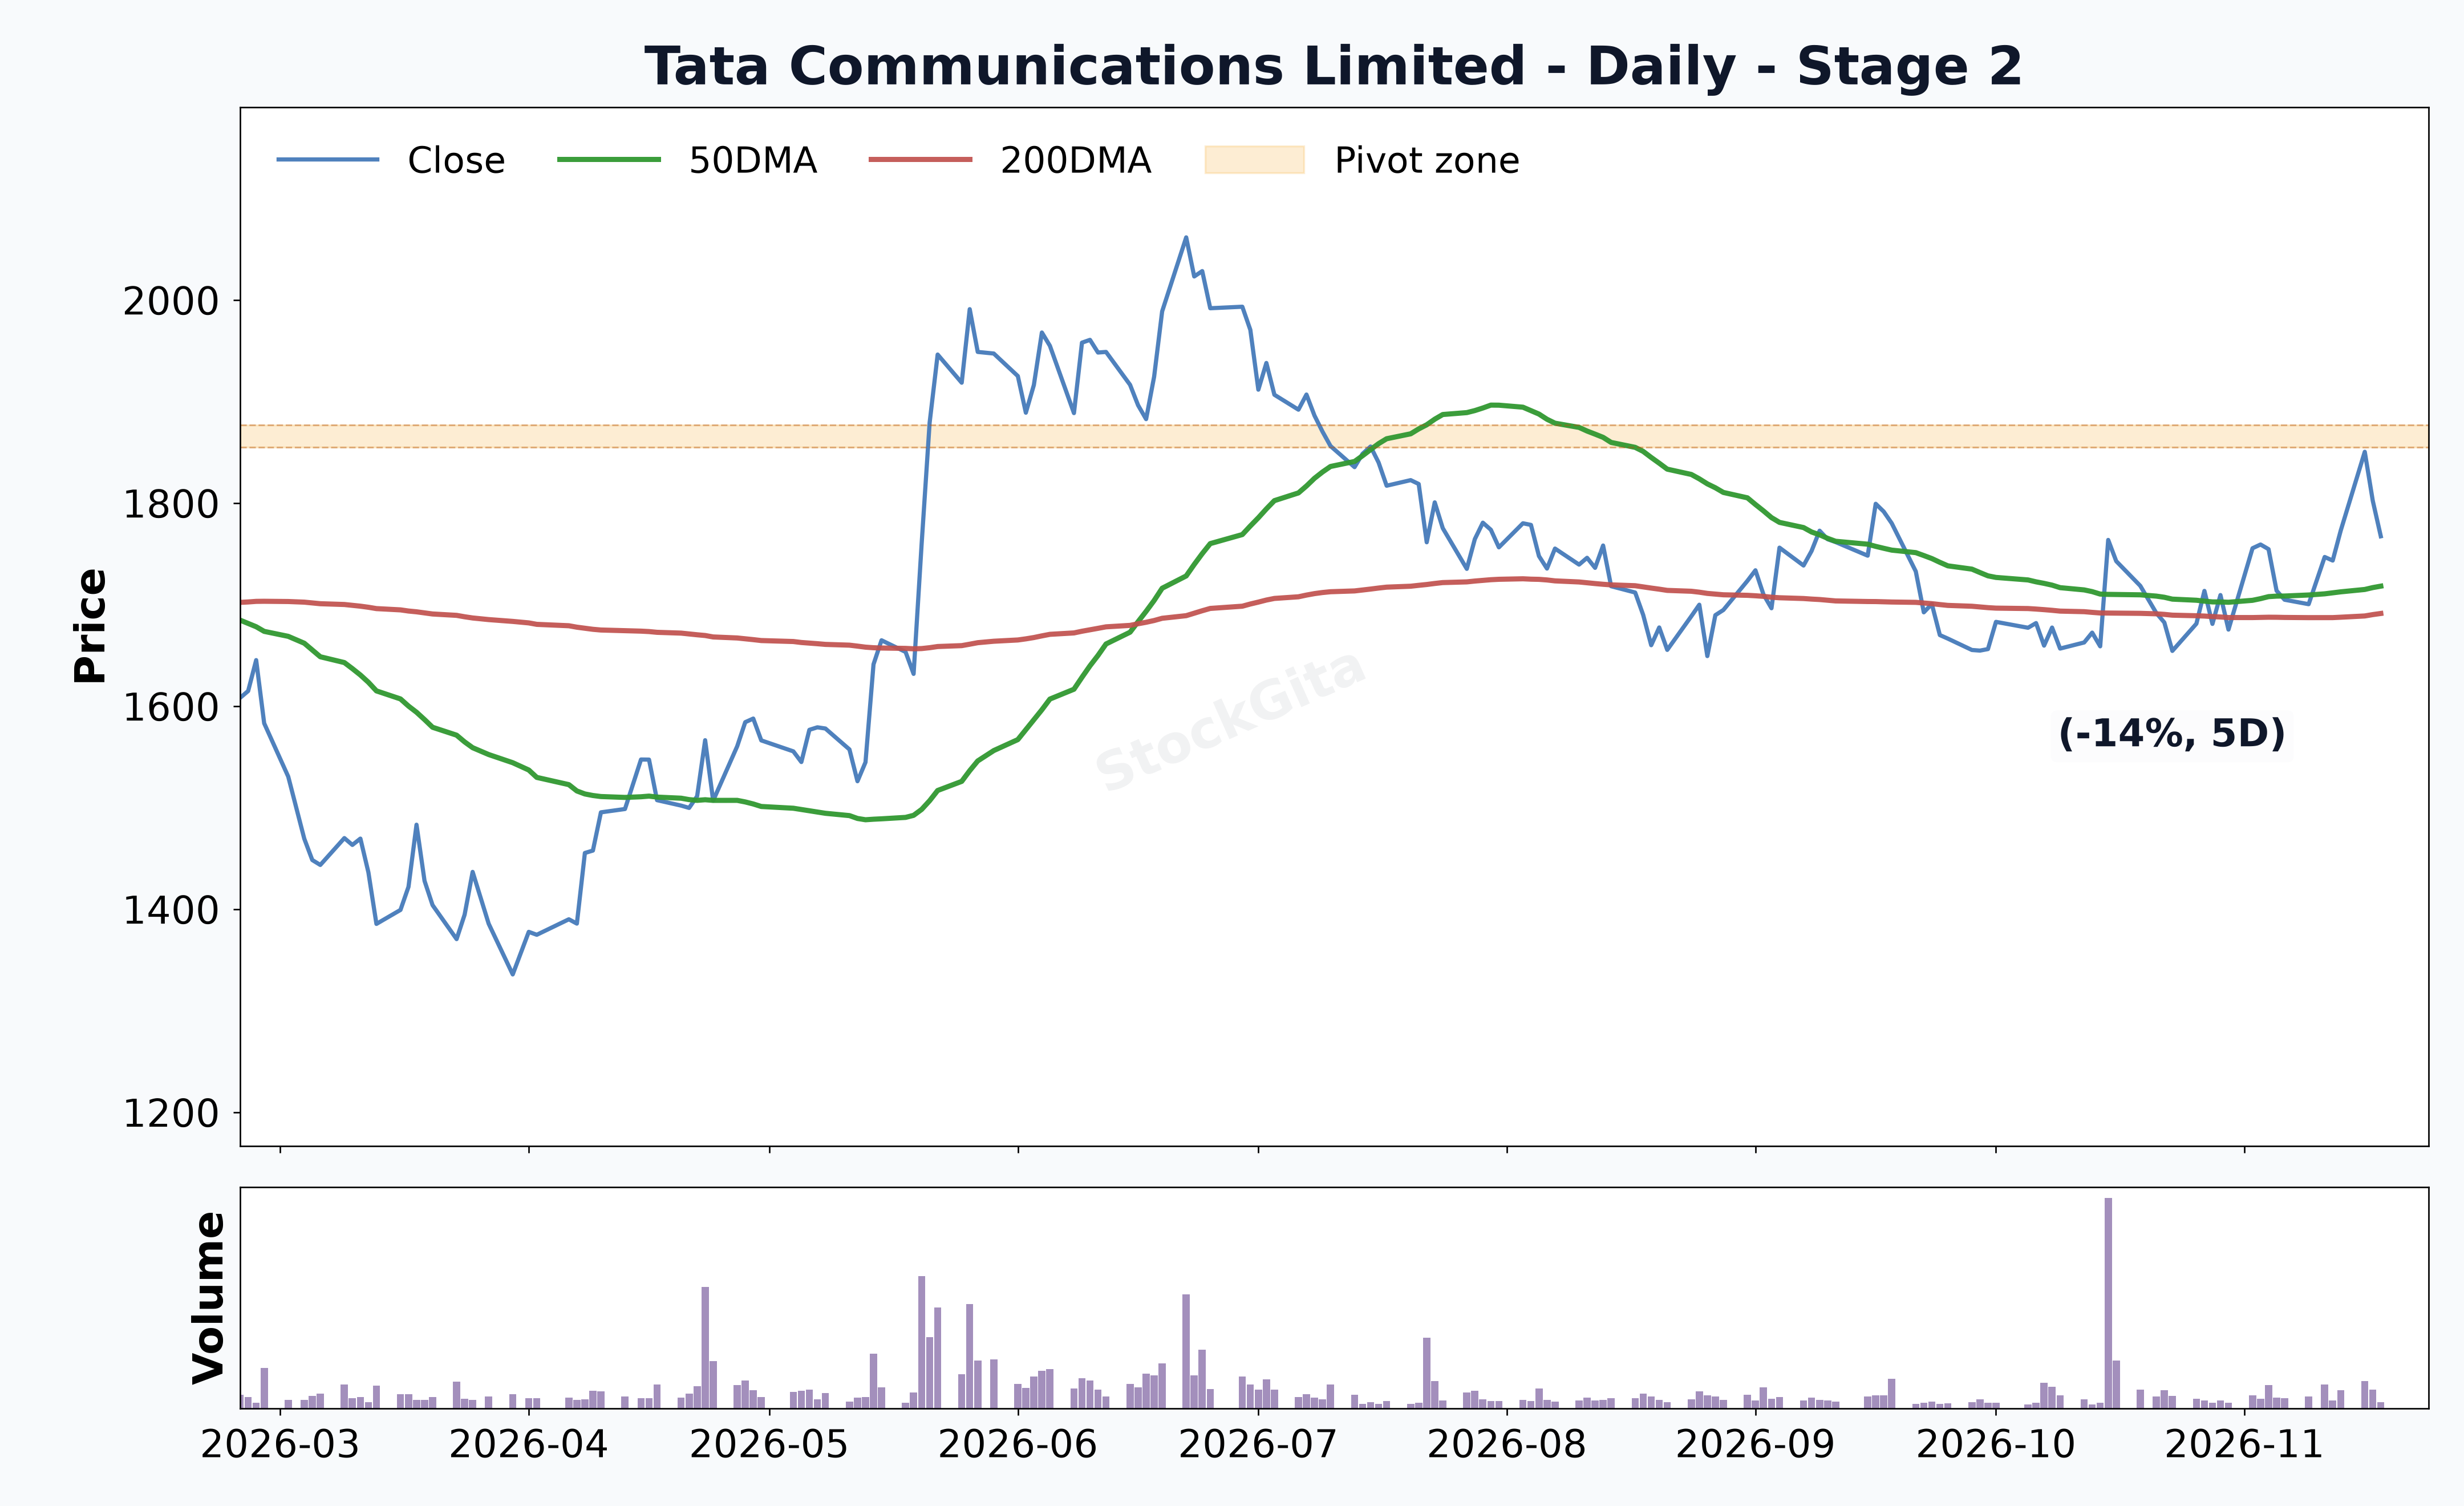 Tata Communications Limited - Daily - Stage 2
Close 50DMA 200DMA Pivot zone
Price
2000
1800
1600
1400
1200
StockGita
(-14%, 5D)
Volume
2026-03 2026-04 2026-05 2026-06 2026-07 2026-08 2026-09 2026-10 2026-11